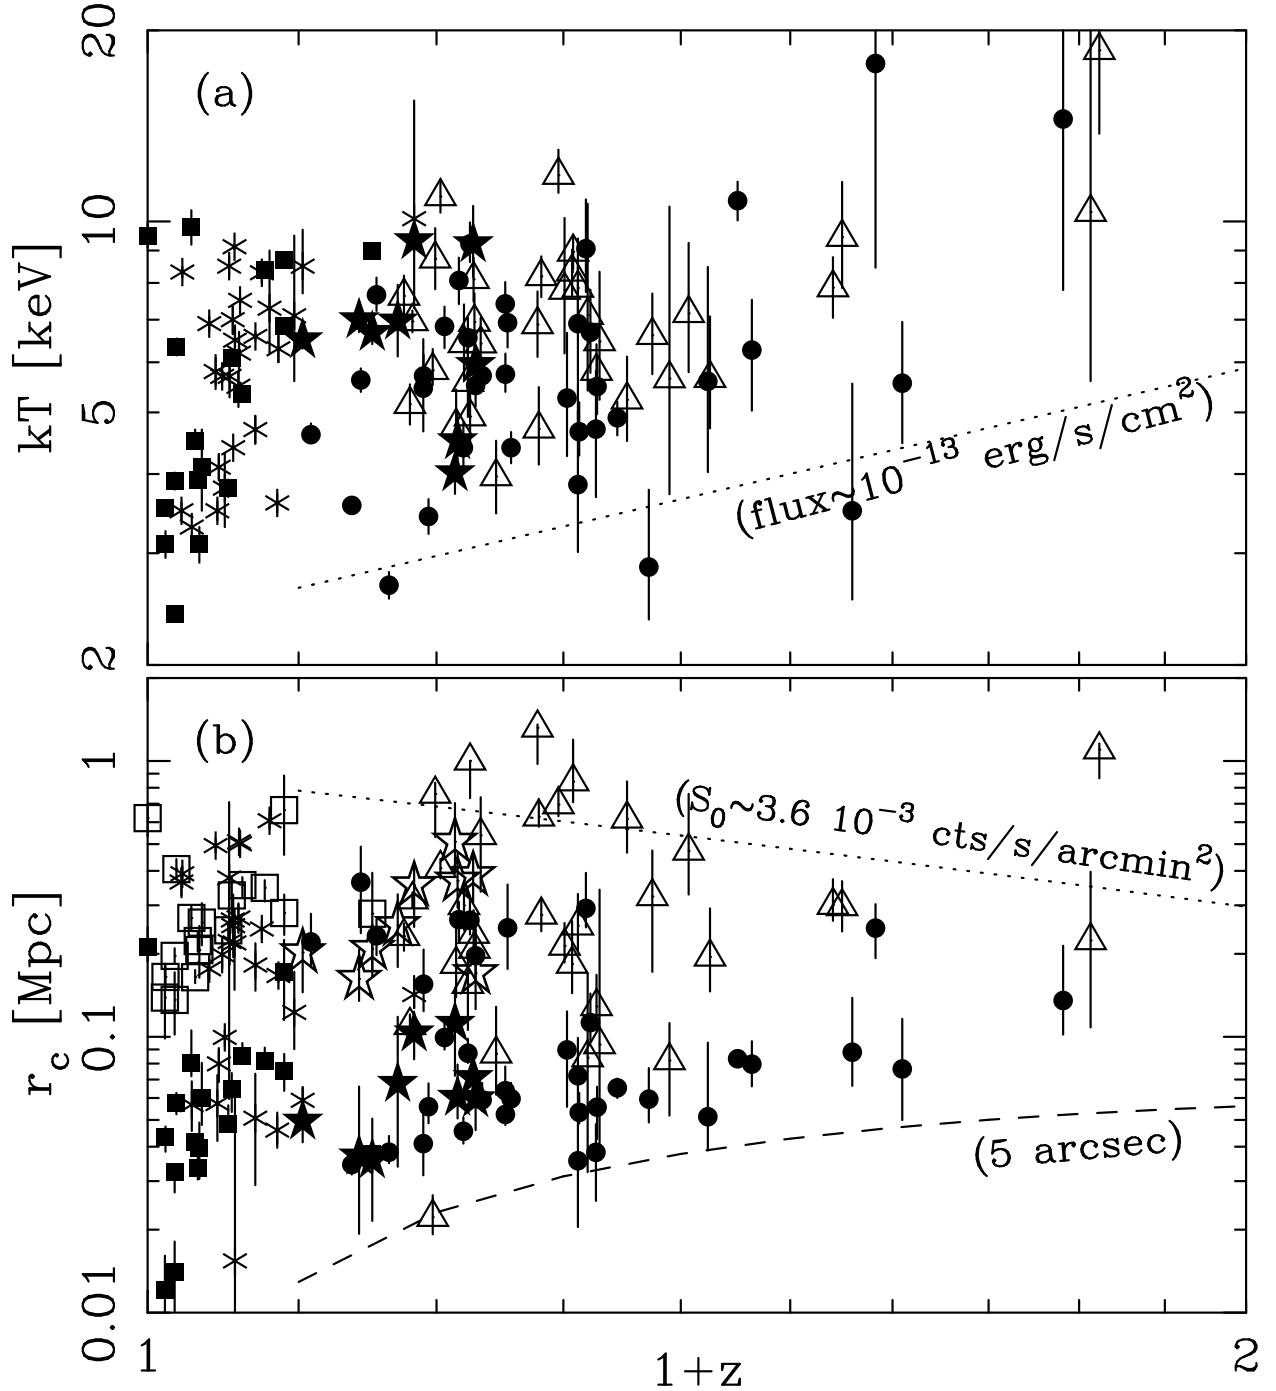 20
(a)
10
kT [keV]
5
(flux~10⁻¹³ erg/s/cm²)
2
(b)
1
(S₀~3.6 10⁻³ cts/s/arcmin²)
r_c [Mpc]
0.1
(5 arcsec)
0.01
1
1+z
2